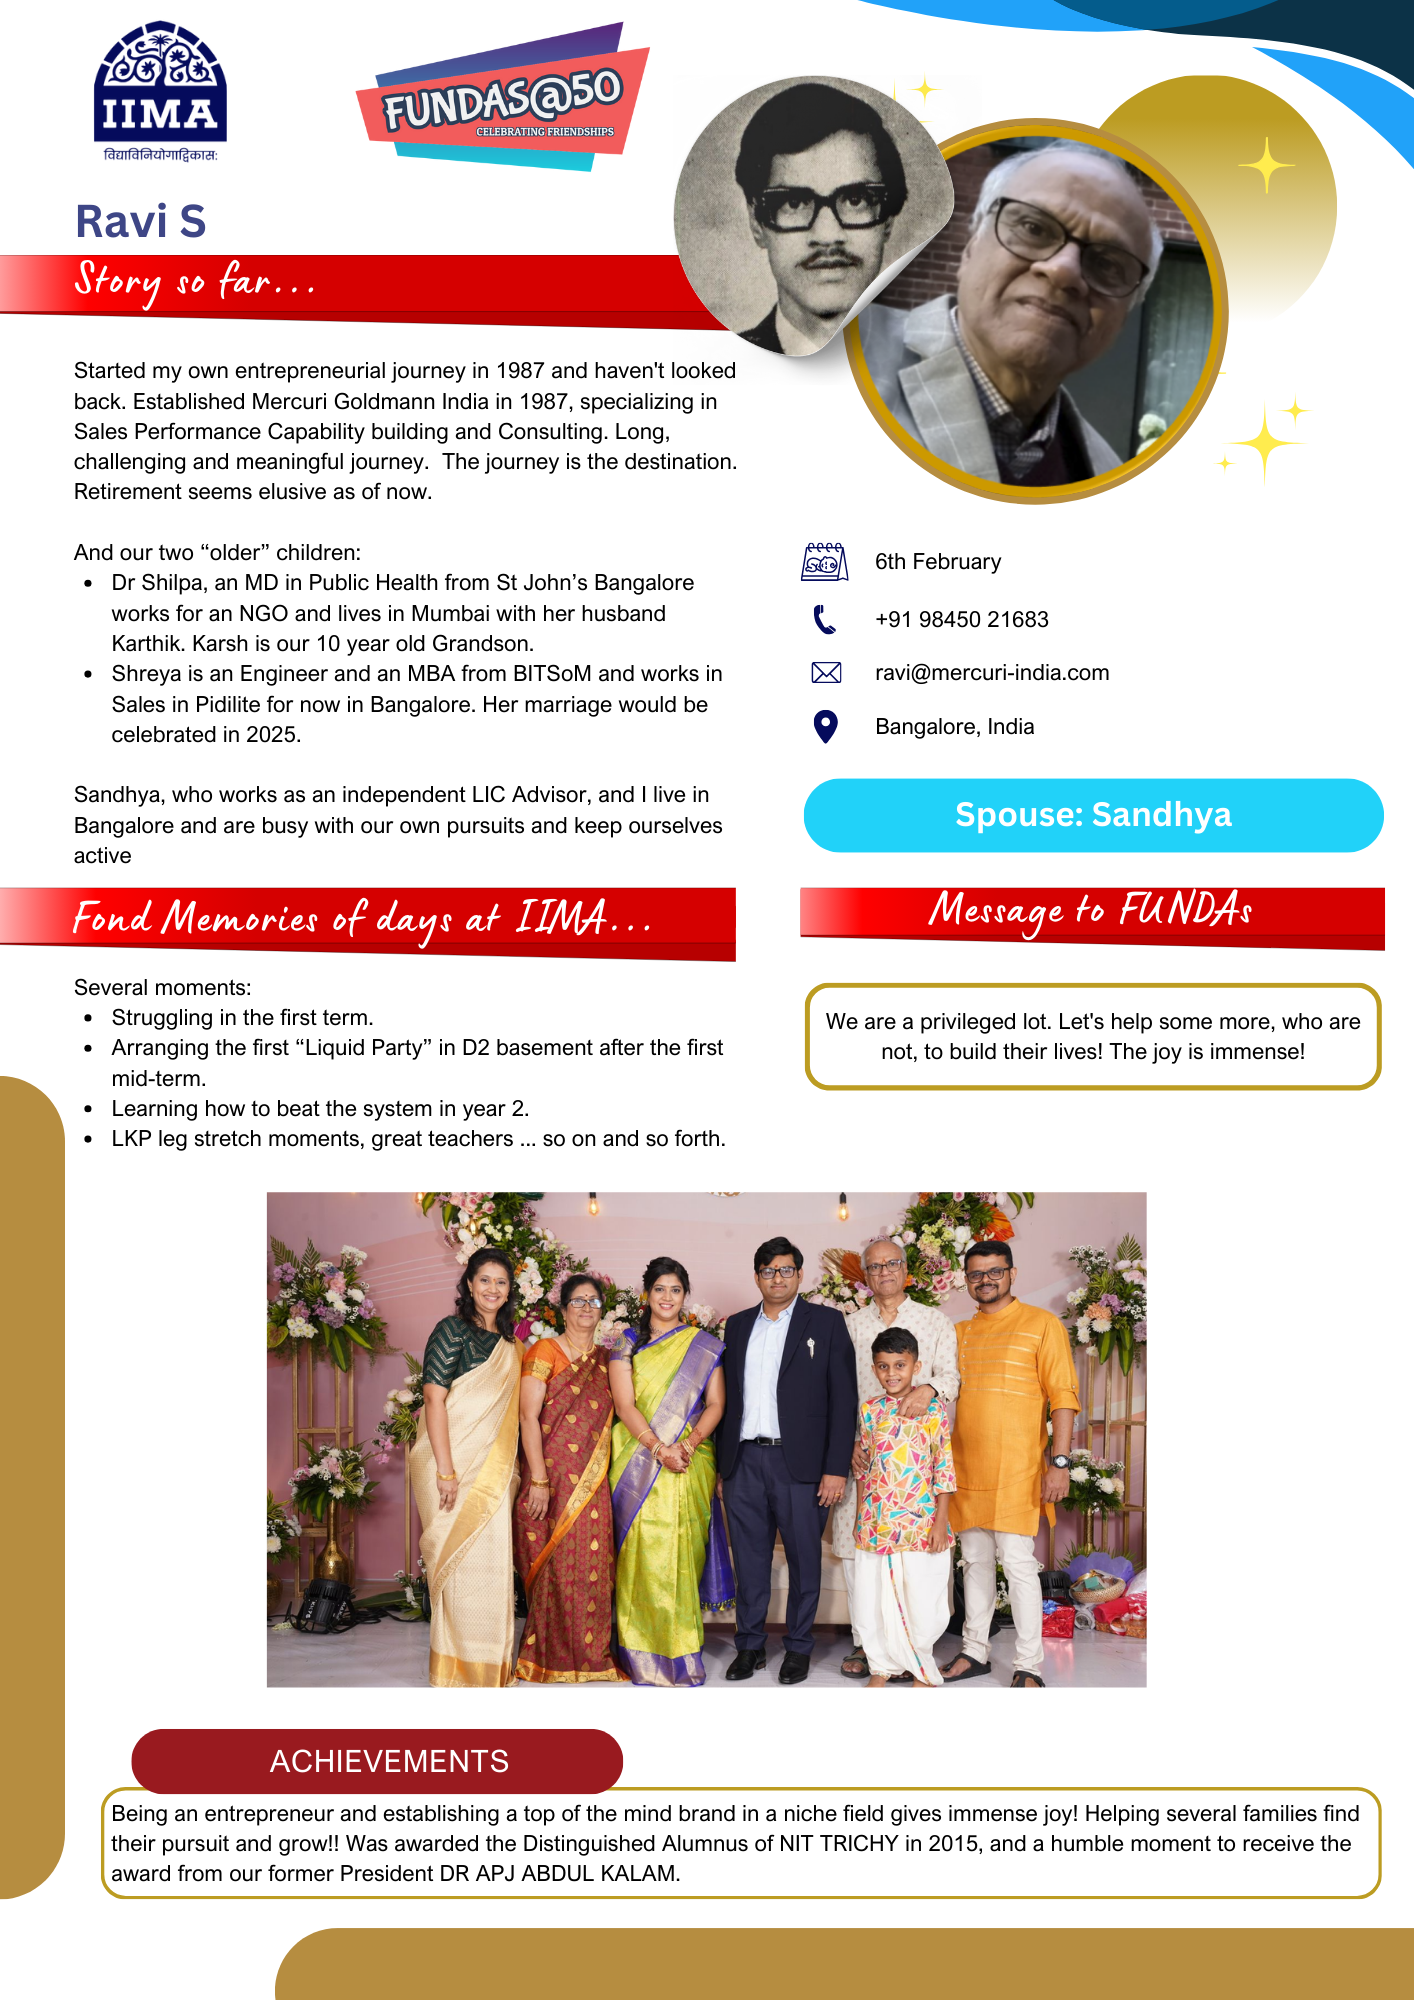 IIMA
विद्याविनियोगाद्विकासः
FUNDAS@50
CELEBRATING FRIENDSHIPS
Ravi S
Story so far...
Started my own entrepreneurial journey in 1987 and haven't looked
back. Established Mercuri Goldmann India in 1987, specializing in
Sales Performance Capability building and Consulting. Long,
challenging and meaningful journey.  The journey is the destination.
Retirement seems elusive as of now.
And our two “older” children:
• Dr Shilpa, an MD in Public Health from St John’s Bangalore
works for an NGO and lives in Mumbai with her husband
Karthik. Karsh is our 10 year old Grandson.
• Shreya is an Engineer and an MBA from BITSoM and works in
Sales in Pidilite for now in Bangalore. Her marriage would be
celebrated in 2025.
Sandhya, who works as an independent LIC Advisor, and I live in
Bangalore and are busy with our own pursuits and keep ourselves
active
6th February
+91 98450 21683
ravi@mercuri-india.com
Bangalore, India
Spouse: Sandhya
Fond Memories of days at IIMA...
Several moments:
• Struggling in the first term.
• Arranging the first “Liquid Party” in D2 basement after the first
mid-term.
• Learning how to beat the system in year 2.
• LKP leg stretch moments, great teachers ... so on and so forth.
Message to FUNDAs
We are a privileged lot. Let's help some more, who are
not, to build their lives! The joy is immense!
ACHIEVEMENTS
Being an entrepreneur and establishing a top of the mind brand in a niche field gives immense joy! Helping several families find
their pursuit and grow!! Was awarded the Distinguished Alumnus of NIT TRICHY in 2015, and a humble moment to receive the
award from our former President DR APJ ABDUL KALAM.